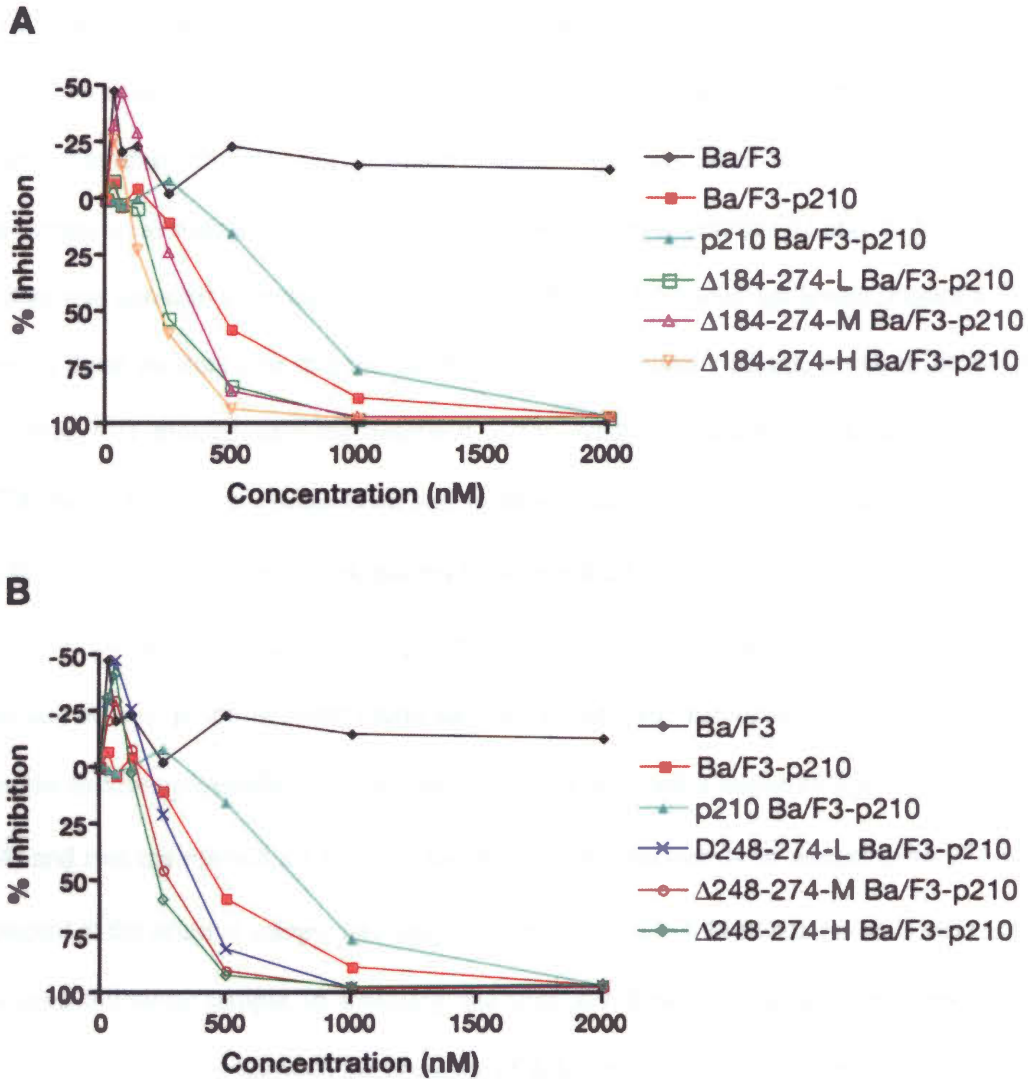 A
-50
-25
0
25
50
75
100
% Inhibition
0 500 1000 1500 2000
Concentration (nM)
Ba/F3
Ba/F3-p210
p210 Ba/F3-p210
Δ184-274-L Ba/F3-p210
Δ184-274-M Ba/F3-p210
Δ184-274-H Ba/F3-p210
B
-50
-25
0
25
50
75
100
% Inhibition
0 500 1000 1500 2000
Concentration (nM)
Ba/F3
Ba/F3-p210
p210 Ba/F3-p210
D248-274-L Ba/F3-p210
Δ248-274-M Ba/F3-p210
Δ248-274-H Ba/F3-p210